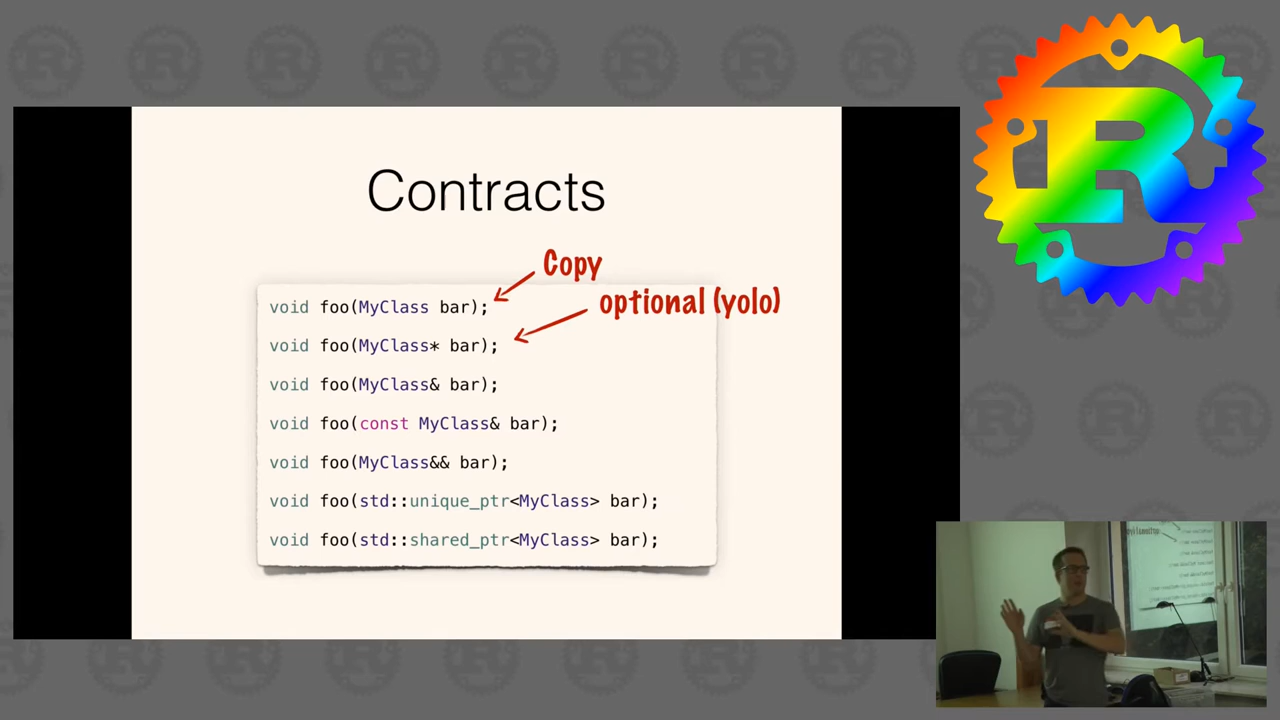 Contracts
Copy
optional (yolo)
void foo(MyClass bar);
void foo(MyClass* bar);
void foo(MyClass& bar);
void foo(const MyClass& bar);
void foo(MyClass&& bar);
void foo(std::unique_ptr<MyClass> bar);
void foo(std::shared_ptr<MyClass> bar);
R